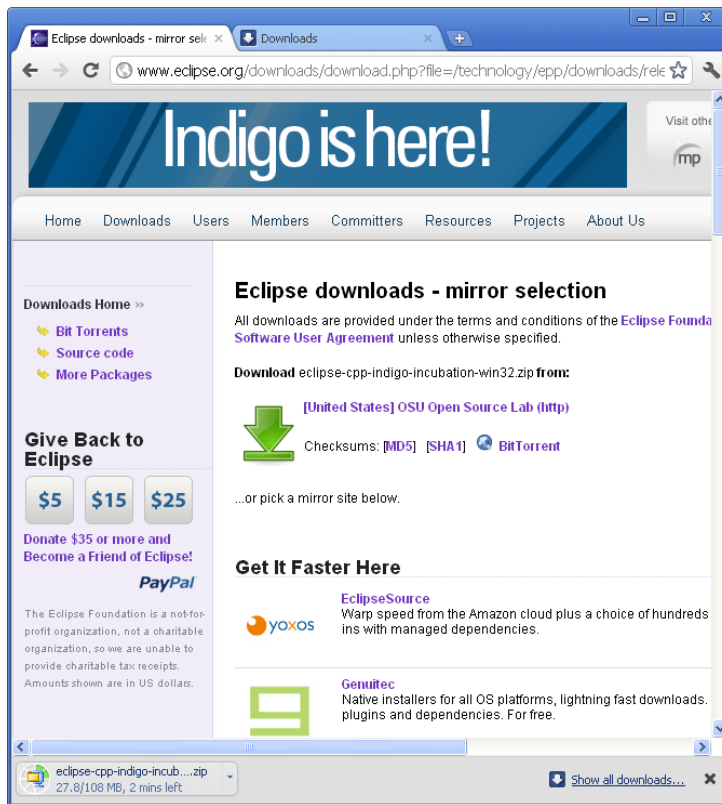 Eclipse downloads - mirror sele
Downloads
www.eclipse.org/downloads/download.php?file=/technology/epp/downloads/rele
Indigo is here!
Visit othe
mp
Home Downloads Users Members Committers Resources Projects About Us
Downloads Home »
Bit Torrents
Source code
More Packages
Give Back to
Eclipse
$5 $15 $25
Donate $35 or more and
Become a Friend of Eclipse!
PayPal
The Eclipse Foundation is a not-for-
profit organization, not a charitable
organization, so we are unable to
provide charitable tax receipts.
Amounts shown are in US dollars.
Eclipse downloads - mirror selection
All downloads are provided under the terms and conditions of the Eclipse Founda
Software User Agreement unless otherwise specified.
Download eclipse-cpp-indigo-incubation-win32.zip from:
[United States] OSU Open Source Lab (http)
Checksums: [MD5] [SHA1] BitTorrent
...or pick a mirror site below.
Get It Faster Here
yoxos
EclipseSource
Warp speed from the Amazon cloud plus a choice of hundreds
ins with managed dependencies.
Genuitec
Native installers for all OS platforms, lightning fast downloads.
plugins and dependencies. For free.
eclipse-cpp-indigo-incub....zip
27.8/108 MB, 2 mins left
Show all downloads...